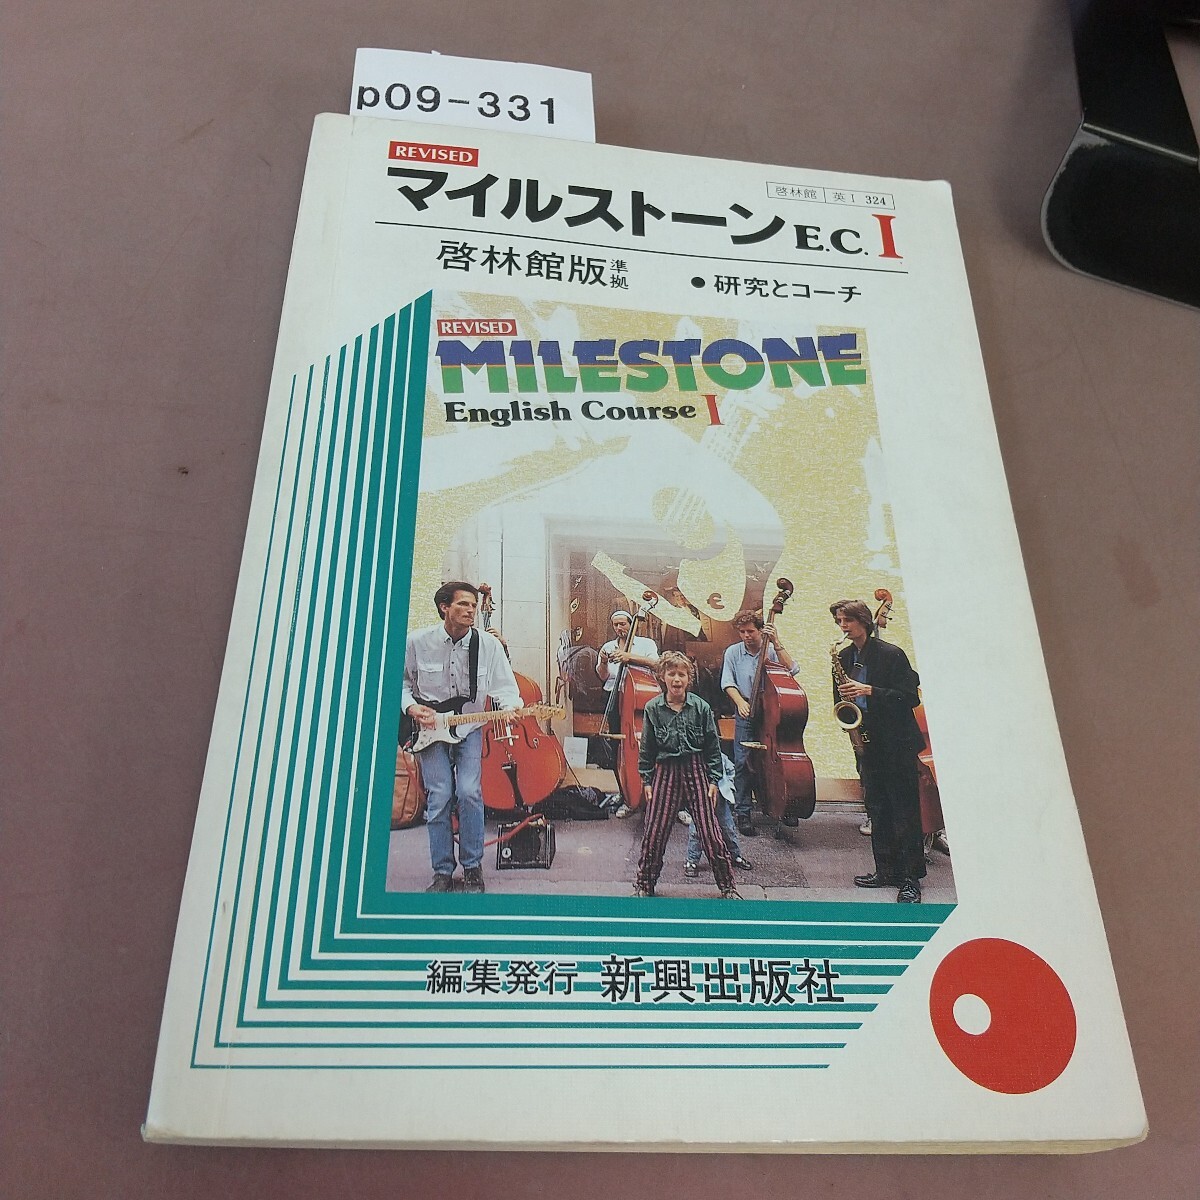 p09-331
REVISED
マイルストーン E.C. I
啓林館 英I 324
啓林館版 準拠
●研究とコーチ
REVISED
MILESTONE
English Course I
編集発行 新興出版社